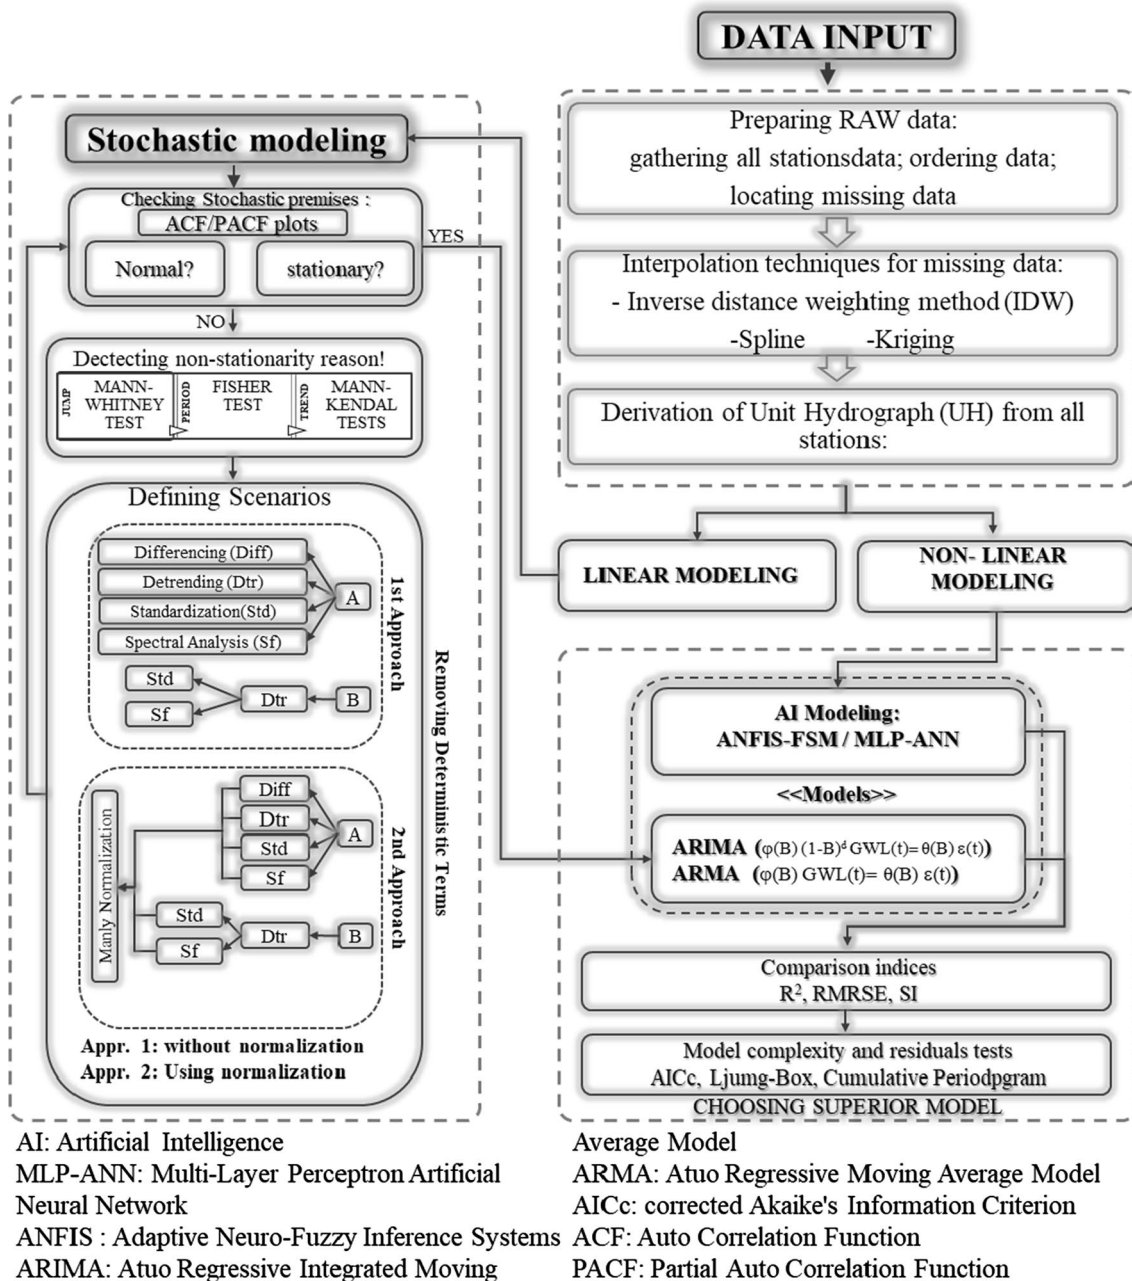 DATA INPUT
Preparing RAW data:
gathering all stationsdata; ordering data;
locating missing data
Interpolation techniques for missing data:
- Inverse distance weighting method (IDW)
-Spline -Kriging
Derivation of Unit Hydrograph (UH) from all
stations:
LINEAR MODELING
NON- LINEAR
MODELING
Stochastic modeling
Checking Stochastic premises :
ACF/PACF plots
Normal?
stationary?
YES
NO
Dectecting non-stationarity reason!
JUMP
MANN-
WHITNEY
TEST
PERIOD
FISHER
TEST
TREND
MANN-
KENDAL
TESTS
Defining Scenarios
Differencing (Diff)
Detrending (Dtr)
Standardization(Std)
Spectral Analysis (Sf)
A
Std
Sf
Dtr
B
1st Approach
Manly Normalization
Diff
Dtr
Std
Sf
A
Std
Sf
Dtr
B
2nd Approach
Removing Deterministic Terms
Appr. 1: without normalization
Appr. 2: Using normalization
AI Modeling:
ANFIS-FSM / MLP-ANN
<<Models>>
ARIMA (φ(B) (1-B)ᵈ GWL(t)= θ(B) ε(t))
ARMA (φ(B) GWL(t)= θ(B) ε(t))
Comparison indices
R², RMRSE, SI
Model complexity and residuals tests
AICc, Ljumg-Box, Cumulative Periodpgram
CHOOSING SUPERIOR MODEL
AI: Artificial Intelligence
MLP-ANN: Multi-Layer Perceptron Artificial
Neural Network
ANFIS : Adaptive Neuro-Fuzzy Inference Systems
ARIMA: Atuo Regressive Integrated Moving
Average Model
ARMA: Atuo Regressive Moving Average Model
AICc: corrected Akaike's Information Criterion
ACF: Auto Correlation Function
PACF: Partial Auto Correlation Function